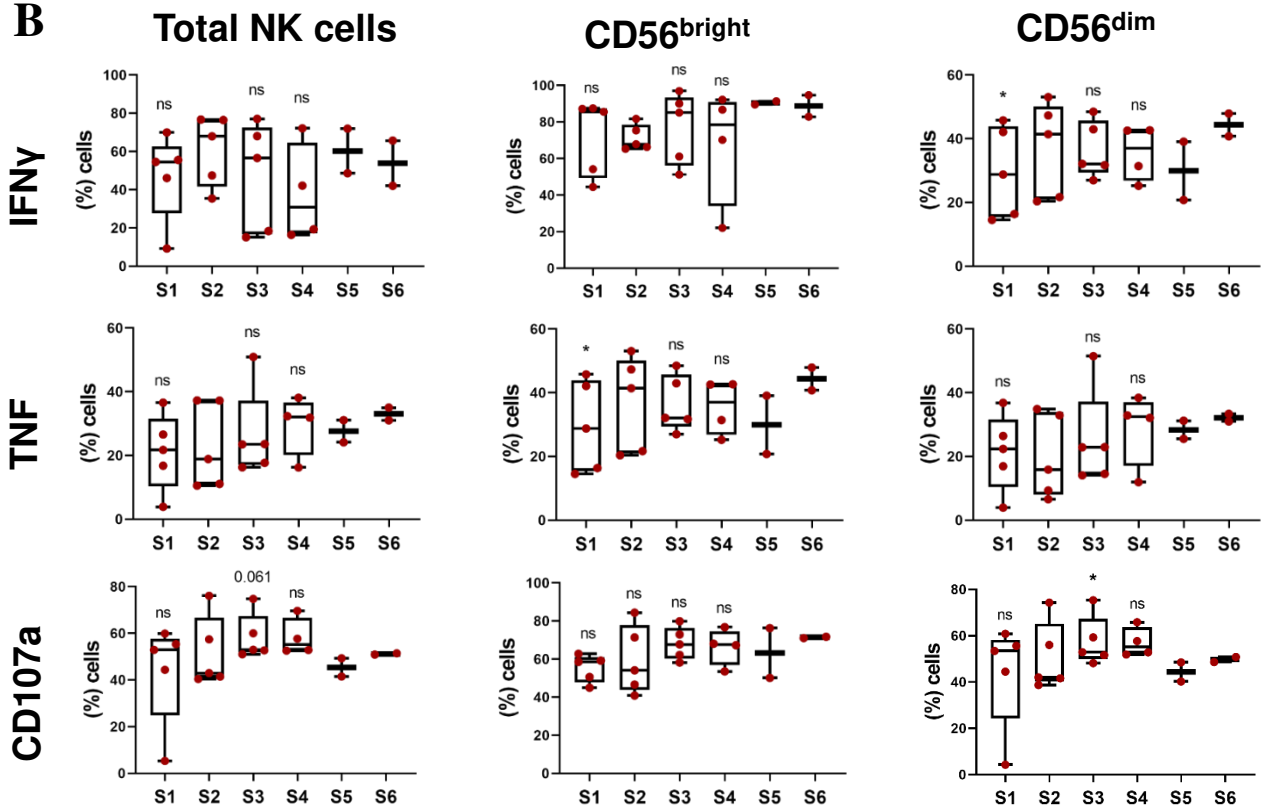 B
Total NK cells
CD56bright
CD56dim
IFNγ
(%) cells
100
80
60
40
20
0
ns
ns
ns
S1 S2 S3 S4 S5 S6
(%) cells
100
80
60
40
20
0
ns
ns
ns
S1 S2 S3 S4 S5 S6
(%) cells
60
40
20
0
*
ns
ns
S1 S2 S3 S4 S5 S6
TNF
(%) cells
60
40
20
0
ns
ns
ns
S1 S2 S3 S4 S5 S6
(%) cells
60
40
20
0
*
ns
ns
S1 S2 S3 S4 S5 S6
(%) cells
60
40
20
0
ns
ns
ns
S1 S2 S3 S4 S5 S6
CD107a
(%) cells
80
60
40
20
0
ns
0.061
ns
S1 S2 S3 S4 S5 S6
(%) cells
100
80
60
40
20
0
ns
ns
ns
ns
S1 S2 S3 S4 S5 S6
(%) cells
80
60
40
20
0
ns
*
ns
S1 S2 S3 S4 S5 S6